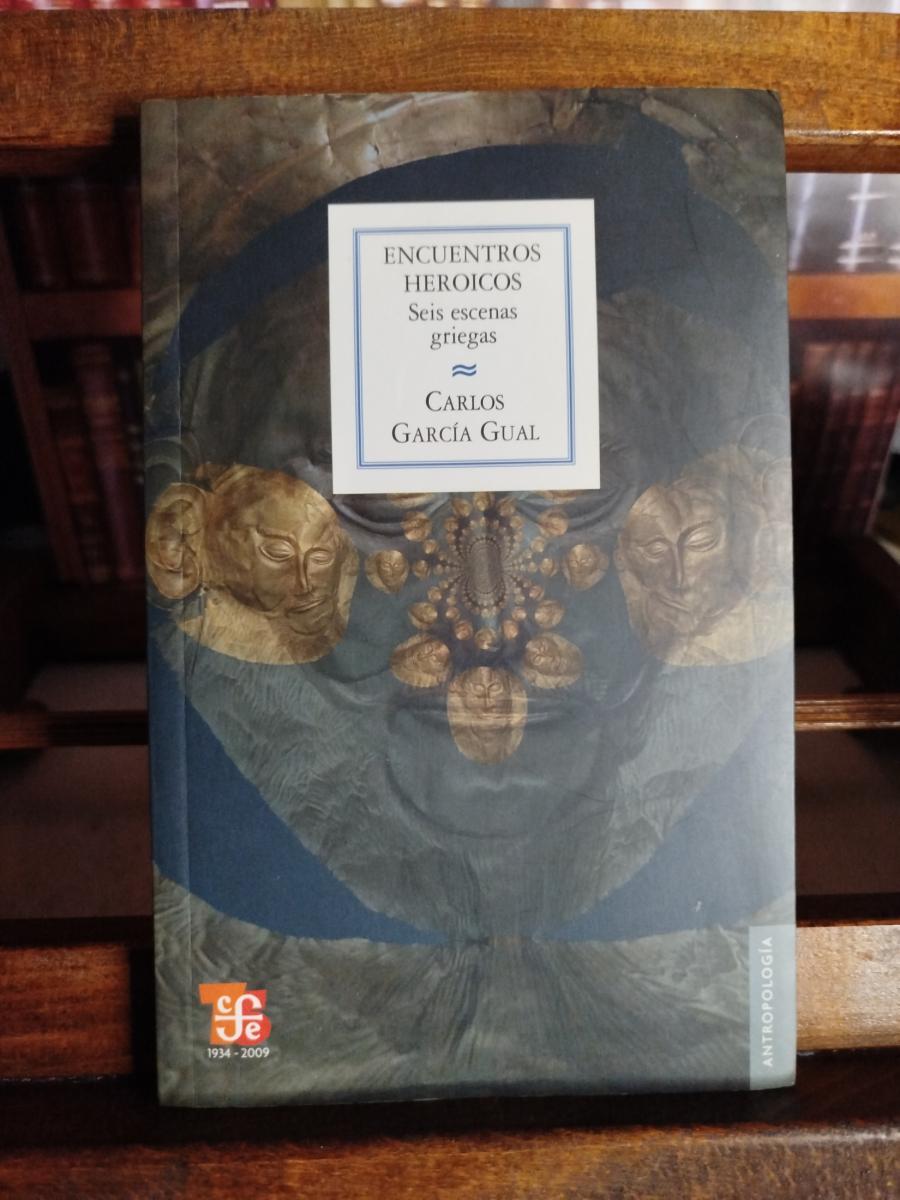 ENCUENTROS
HEROICOS
Seis escenas
griegas
CARLOS
GARCÍA GUAL
cfe
1934 - 2009
ANTROPOLOGÍA